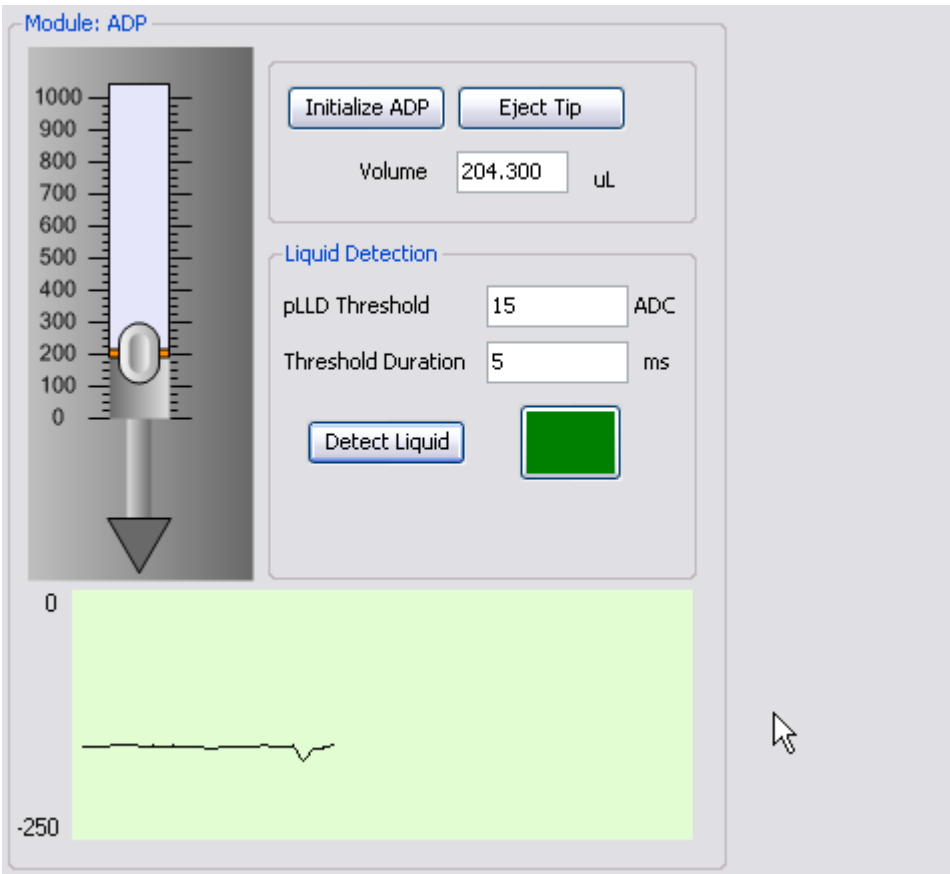 Module: ADP
1000
900
800
700
600
500
400
300
200
100
0
Initialize ADP Eject Tip
Volume 204.300 uL
Liquid Detection
pLLD Threshold 15 ADC
Threshold Duration 5 ms
Detect Liquid
0
-250